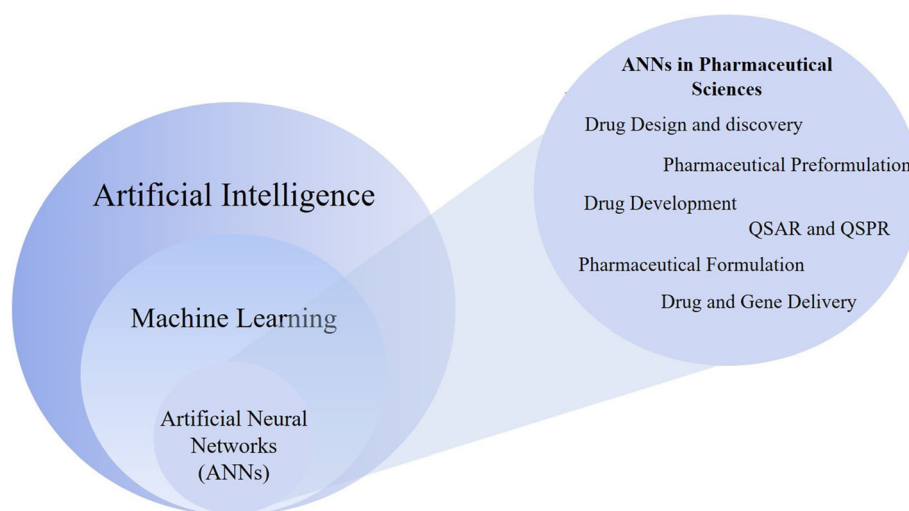 Artificial Intelligence
Machine Learning
Artificial Neural
Networks
(ANNs)
ANNs in Pharmaceutical
Sciences
Drug Design and discovery
Pharmaceutical Preformulation
Drug Development
QSAR and QSPR
Pharmaceutical Formulation
Drug and Gene Delivery